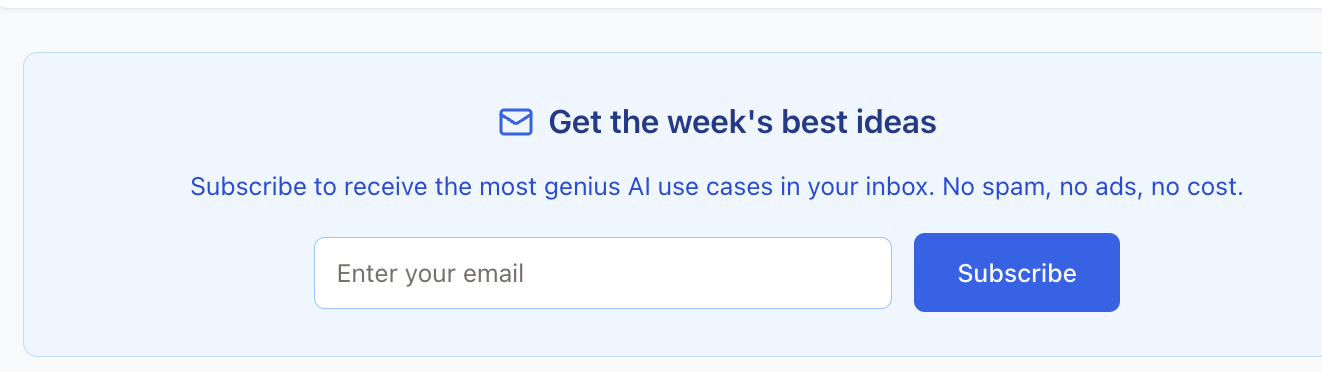 Get the week's best ideas
Subscribe to receive the most genius AI use cases in your inbox. No spam, no ads, no cost.
Enter your email
Subscribe